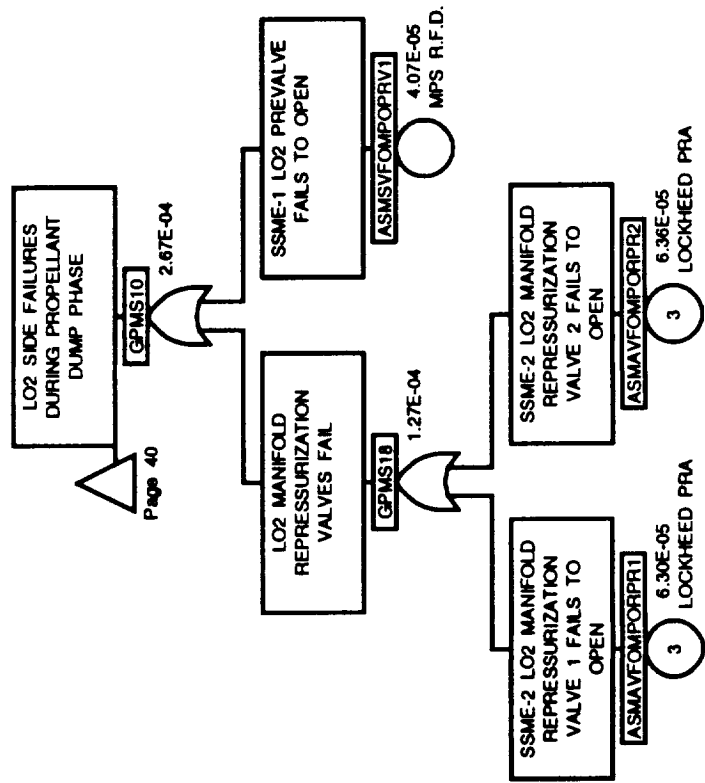 LO2 SIDE FAILURES
DURING PROPELLANT
DUMP PHASE
Page 40
GPMS10
2.67E-04
LO2 MANIFOLD
REPRESSURIZATION
VALVES FAIL
GPMS18
1.27E-04
SSME-1 LO2 PREVALVE
FAILS TO OPEN
ASMSVFOMPOPRV1
4.07E-05
MPS R.F.D.
SSME-2 LO2 MANIFOLD
REPRESSURIZATION
VALVE 1 FAILS TO
OPEN
ASMAVFOMPORPR1
3
6.30E-05
LOCKHEED PRA
SSME-2 LO2 MANIFOLD
REPRESSURIZATION
VALVE 2 FAILS TO
OPEN
ASMAVFOMPORPR2
3
6.36E-05
LOCKHEED PRA